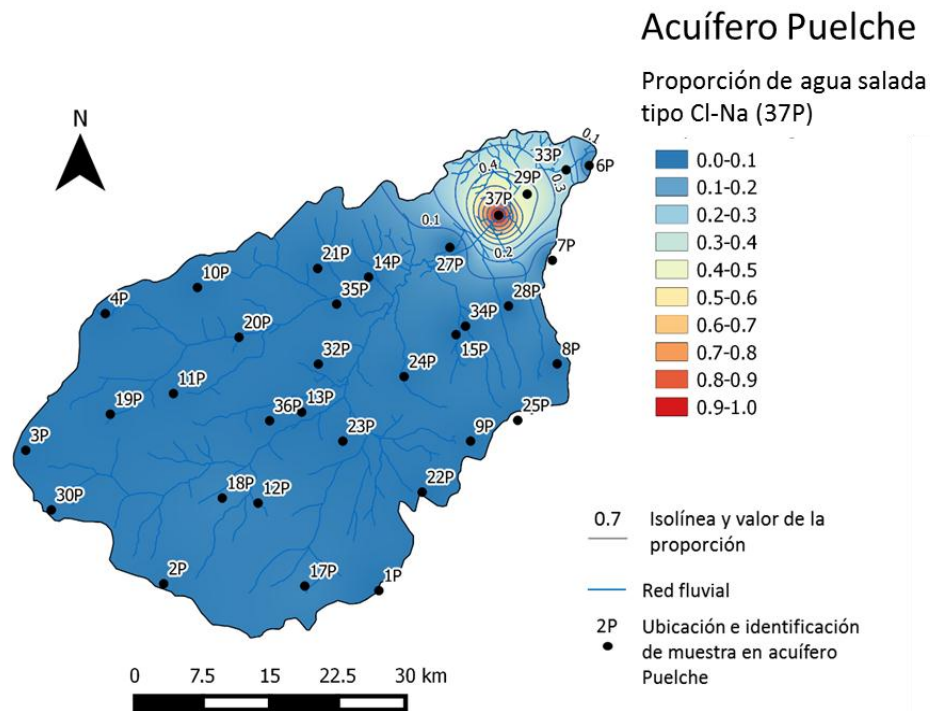 Acuífero Puelche
Proporción de agua salada
tipo Cl-Na (37P)
0.0-0.1
0.1-0.2
0.2-0.3
0.3-0.4
0.4-0.5
0.5-0.6
0.6-0.7
0.7-0.8
0.8-0.9
0.9-1.0
0.7 Isolínea y valor de la
proporción
Red fluvial
2P Ubicación e identificación
de muestra en acuífero
Puelche
N
0.1
33P
6P
0.4
29P
0.3
37P
0.1
0.2
7P
27P
21P
14P
10P
35P
28P
4P
34P
20P
15P
32P
24P
8P
11P
19P
36P
13P
25P
23P
9P
3P
22P
18P
12P
30P
2P
17P
1P
0 7.5 15 22.5 30 km